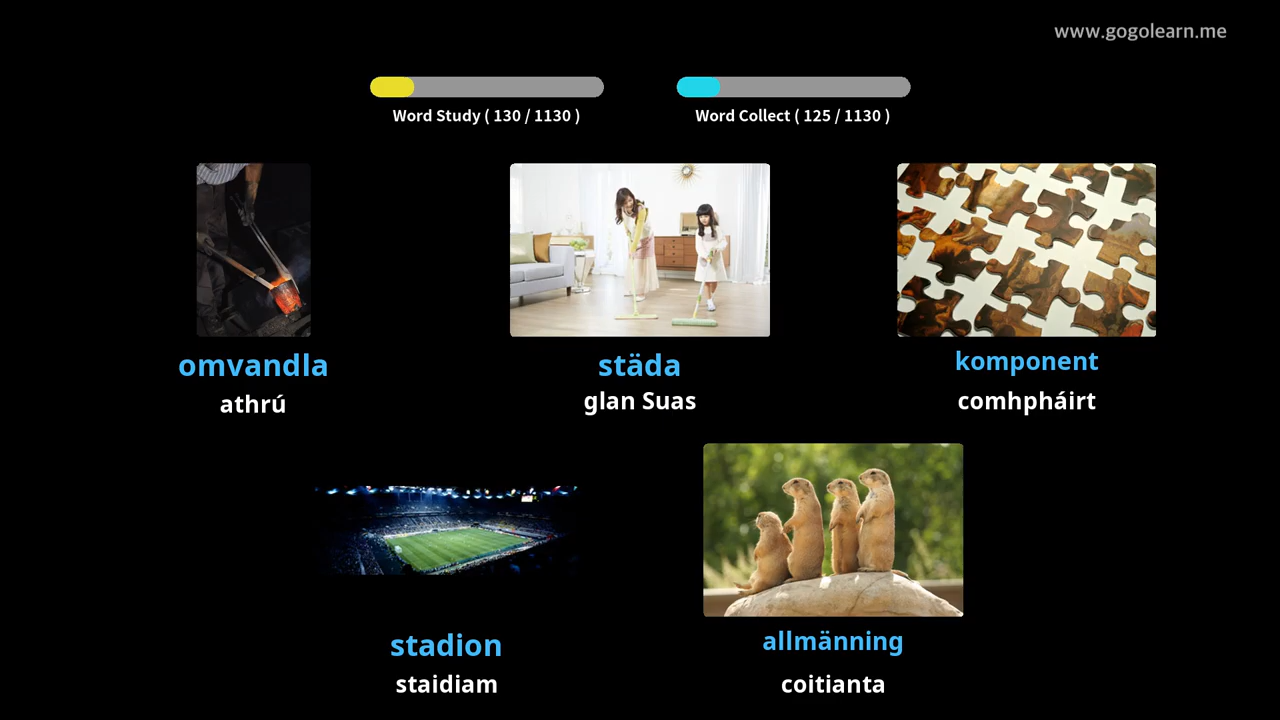 www.gogolearn.me
Word Study ( 130 / 1130 )
Word Collect ( 125 / 1130 )
omvandla
athrú
städa
glan Suas
komponent
comhpháirt
stadion
staidiam
allmänning
coitianta